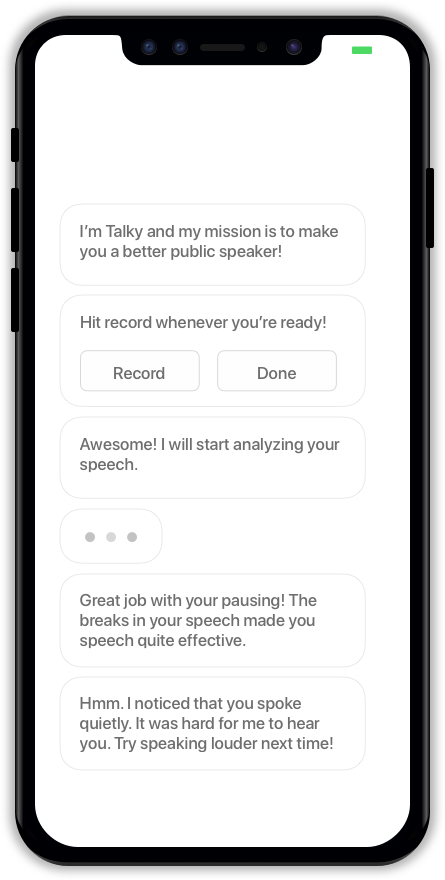 I’m Talky and my mission is to make
you a better public speaker!
Hit record whenever you’re ready!
Record Done
Awesome! I will start analyzing your
speech.
Great job with your pausing! The
breaks in your speech made you
speech quite effective.
Hmm. I noticed that you spoke
quietly. It was hard for me to hear
you. Try speaking louder next time!